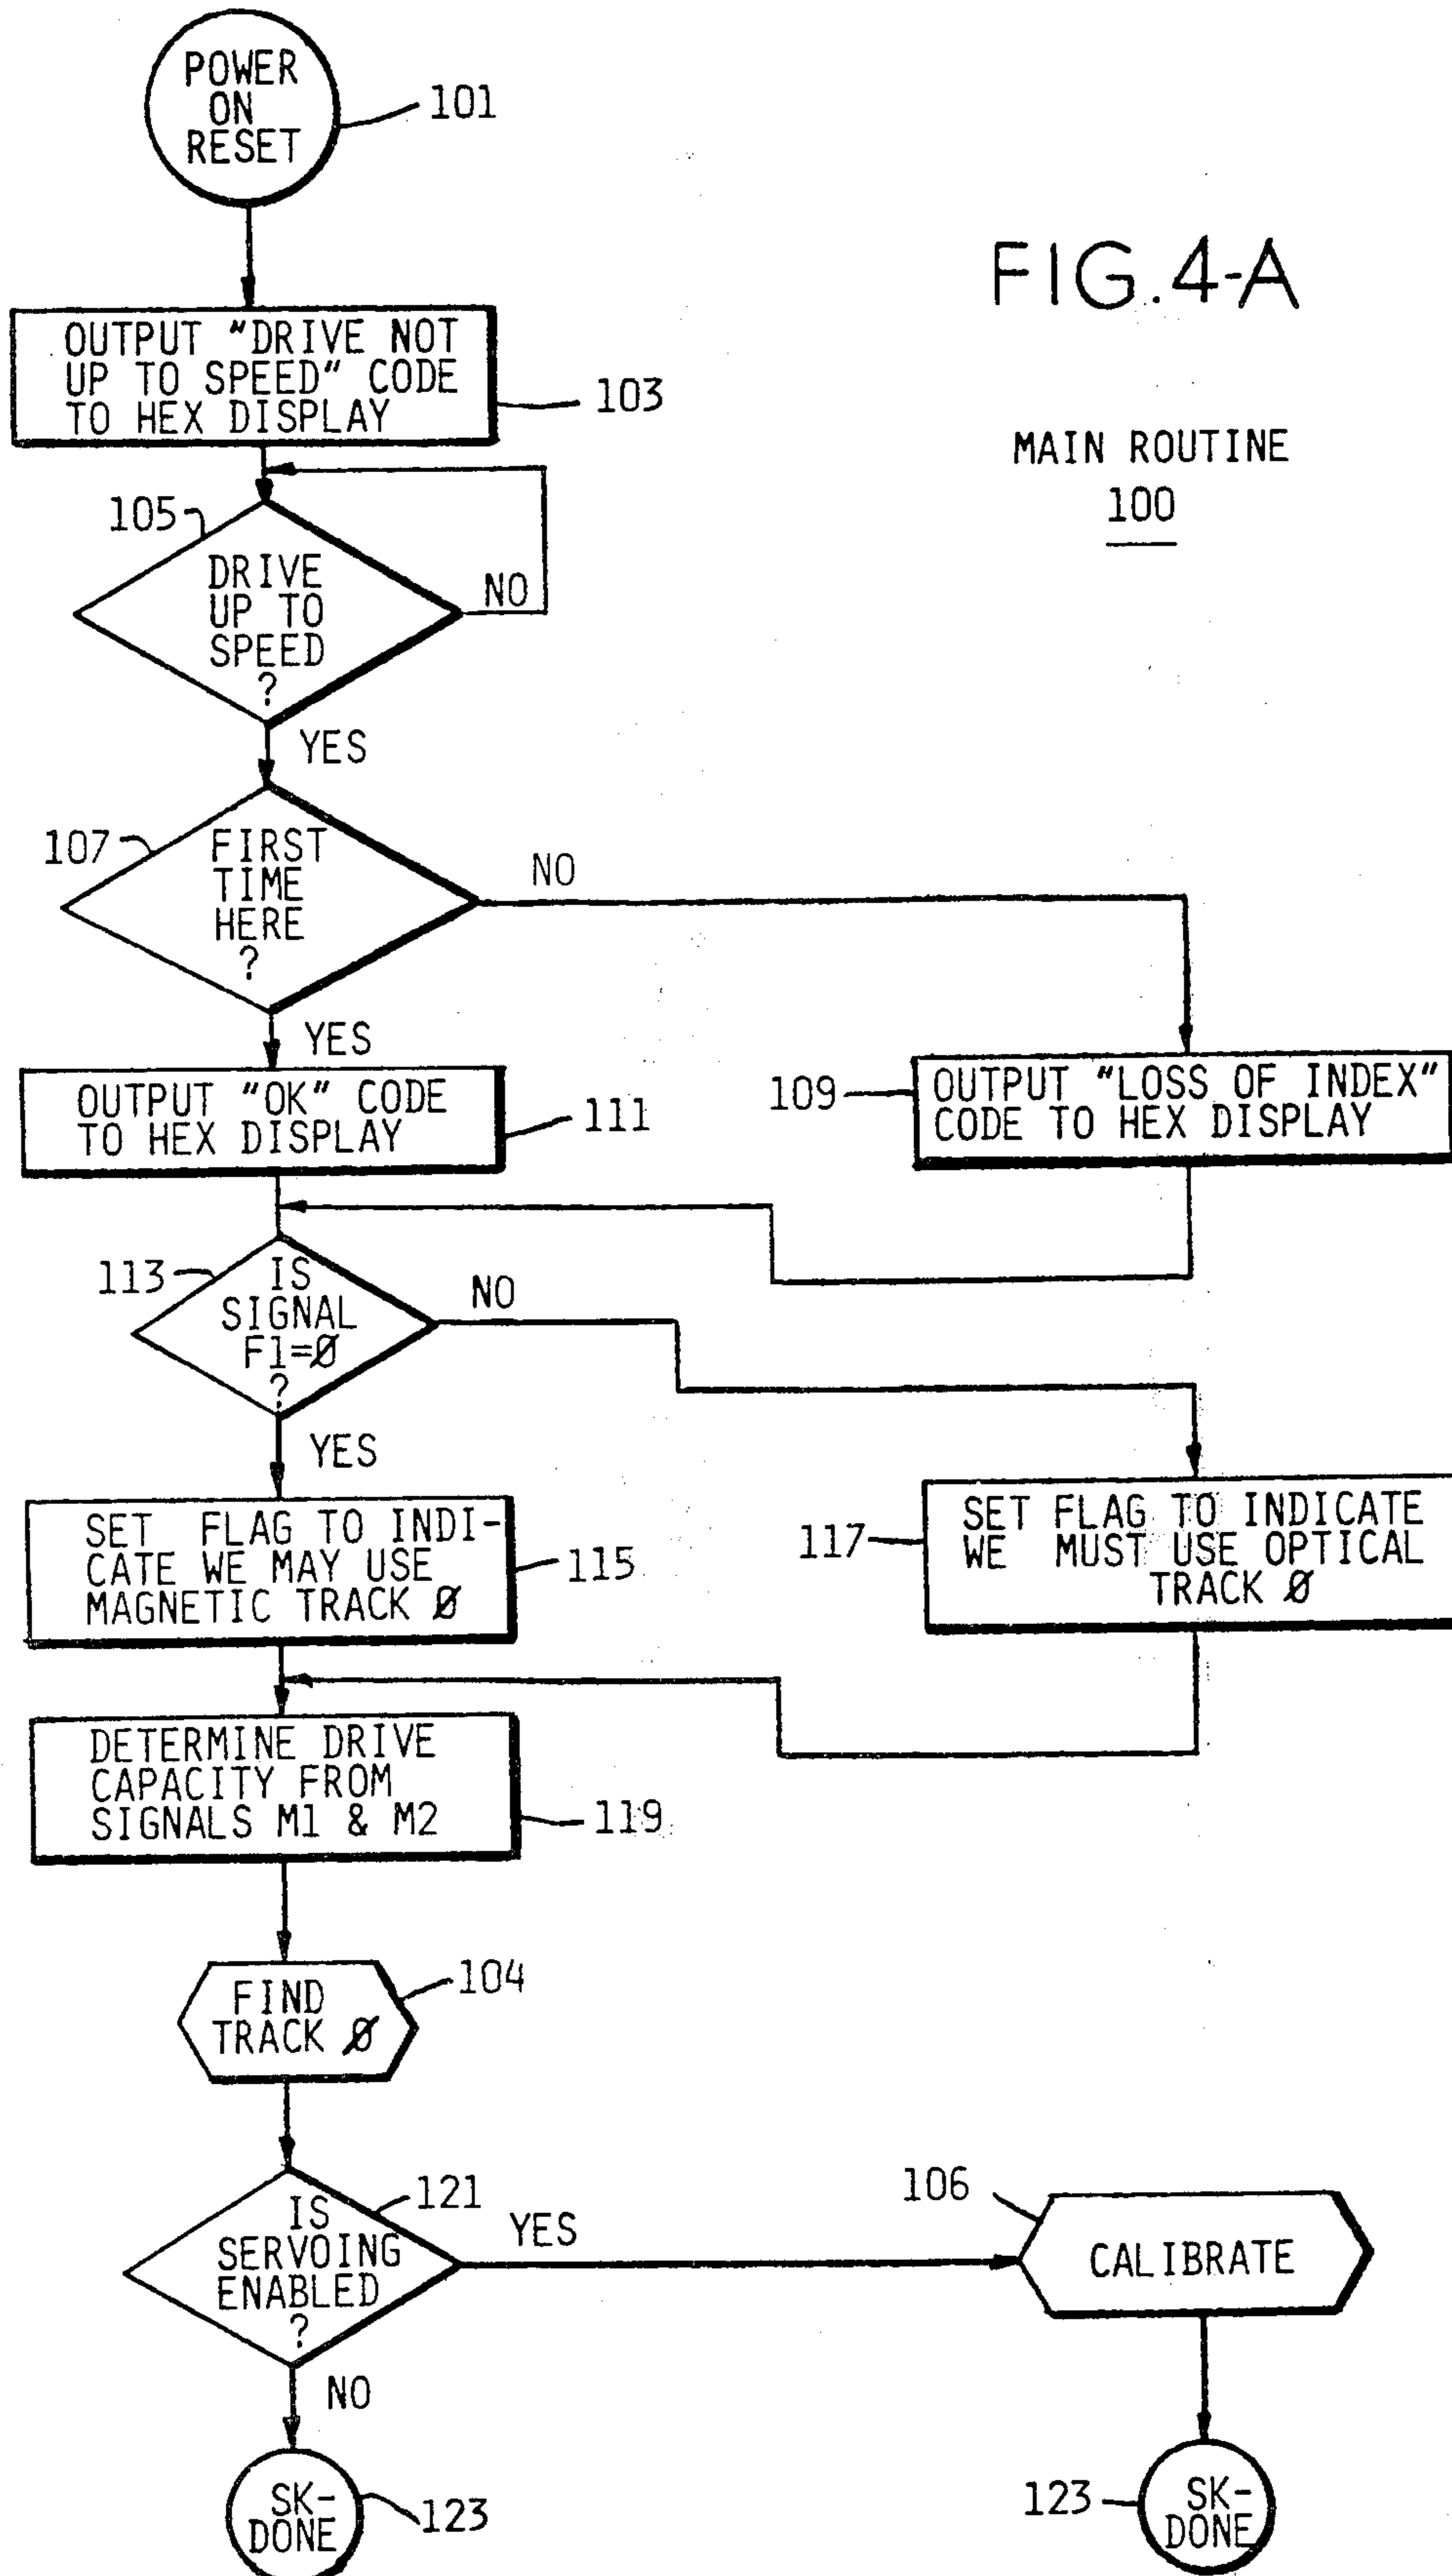 POWER
ON
RESET
101
FIG.4-A
MAIN ROUTINE
100
OUTPUT "DRIVE NOT
UP TO SPEED" CODE
TO HEX DISPLAY
103
105
DRIVE
UP TO
SPEED
?
NO
YES
107
FIRST
TIME
HERE
?
NO
YES
OUTPUT "OK" CODE
TO HEX DISPLAY
111
109
OUTPUT "LOSS OF INDEX"
CODE TO HEX DISPLAY
113
IS
SIGNAL
F1=Ø
?
NO
YES
SET FLAG TO INDI-
CATE WE MAY USE
MAGNETIC TRACK Ø
115
117
SET FLAG TO INDICATE
WE MUST USE OPTICAL
TRACK Ø
DETERMINE DRIVE
CAPACITY FROM
SIGNALS M1 & M2
119
FIND
TRACK Ø
104
IS
SERVOING
ENABLED
?
121
YES
106
CALIBRATE
NO
SK-
DONE
123
123
SK-
DONE